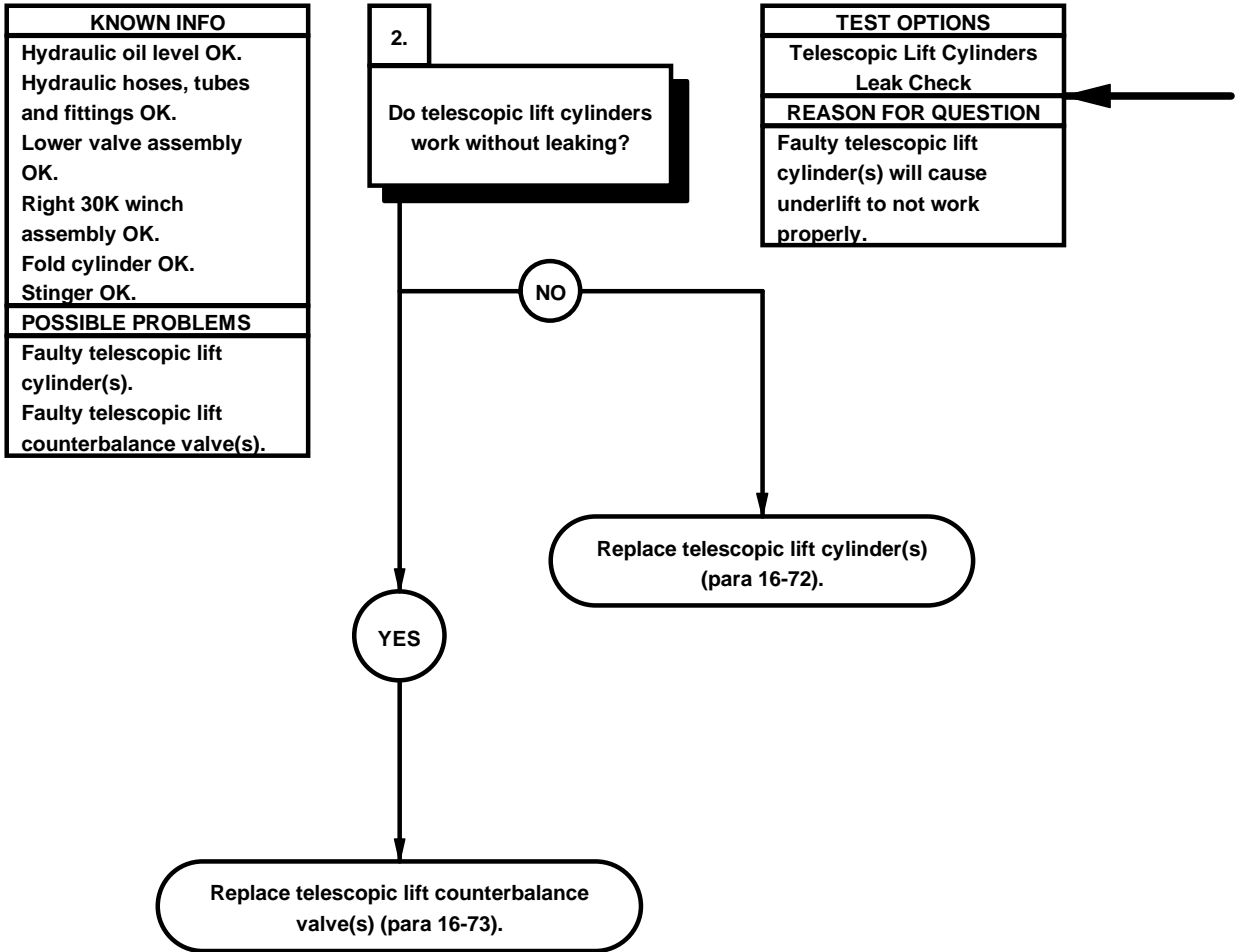 KNOWN INFO
Hydraulic oil level OK.
Hydraulic hoses, tubes
and fittings OK.
Lower valve assembly
OK.
Right 30K winch
assembly OK.
Fold cylinder OK.
Stinger OK.
POSSIBLE PROBLEMS
Faulty telescopic lift
cylinder(s).
Faulty telescopic lift
counterbalance valve(s).
2.
Do telescopic lift cylinders
work without leaking?
TEST OPTIONS
Telescopic Lift Cylinders
Leak Check
REASON FOR QUESTION
Faulty telescopic lift
cylinder(s) will cause
underlift to not work
properly.
NO
Replace telescopic lift cylinder(s)
(para 16-72).
YES
Replace telescopic lift counterbalance
valve(s) (para 16-73).